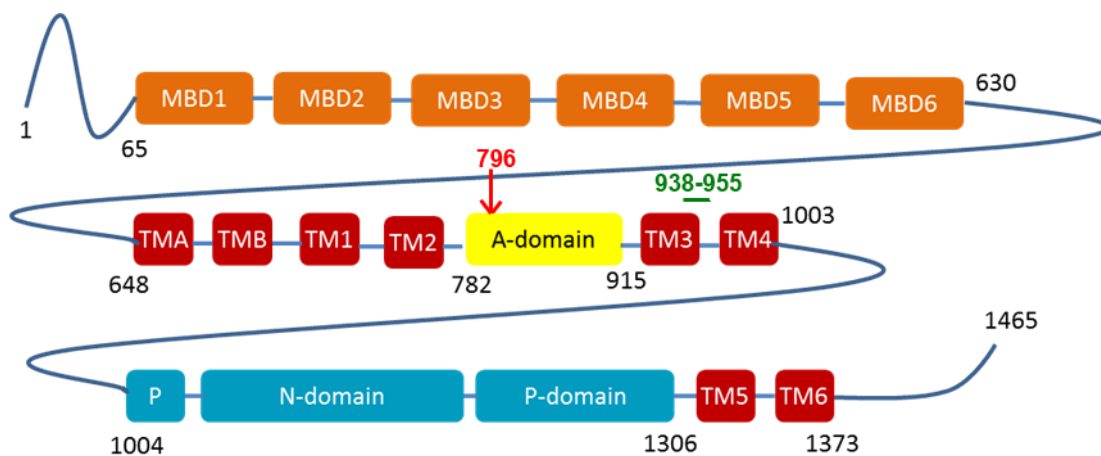 MBD1 MBD2 MBD3 MBD4 MBD5 MBD6 630
1 65
796 938-955
TMA TMB TM1 TM2 A-domain TM3 TM4 1003
648 782 915
1465
P N-domain P-domain TM5 TM6
1004 1306 1373